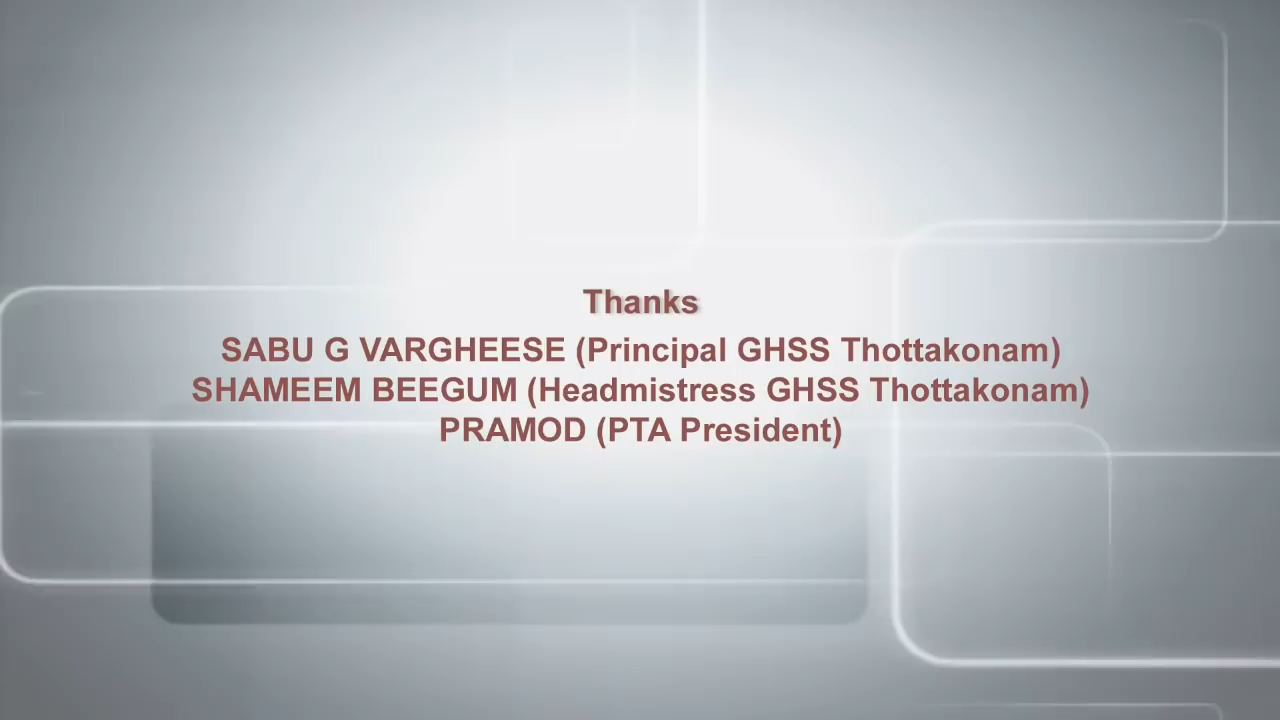 Thanks
SABU G VARGHEESE (Principal GHSS Thottakonam)
SHAMEEM BEEGUM (Headmistress GHSS Thottakonam)
PRAMOD (PTA President)